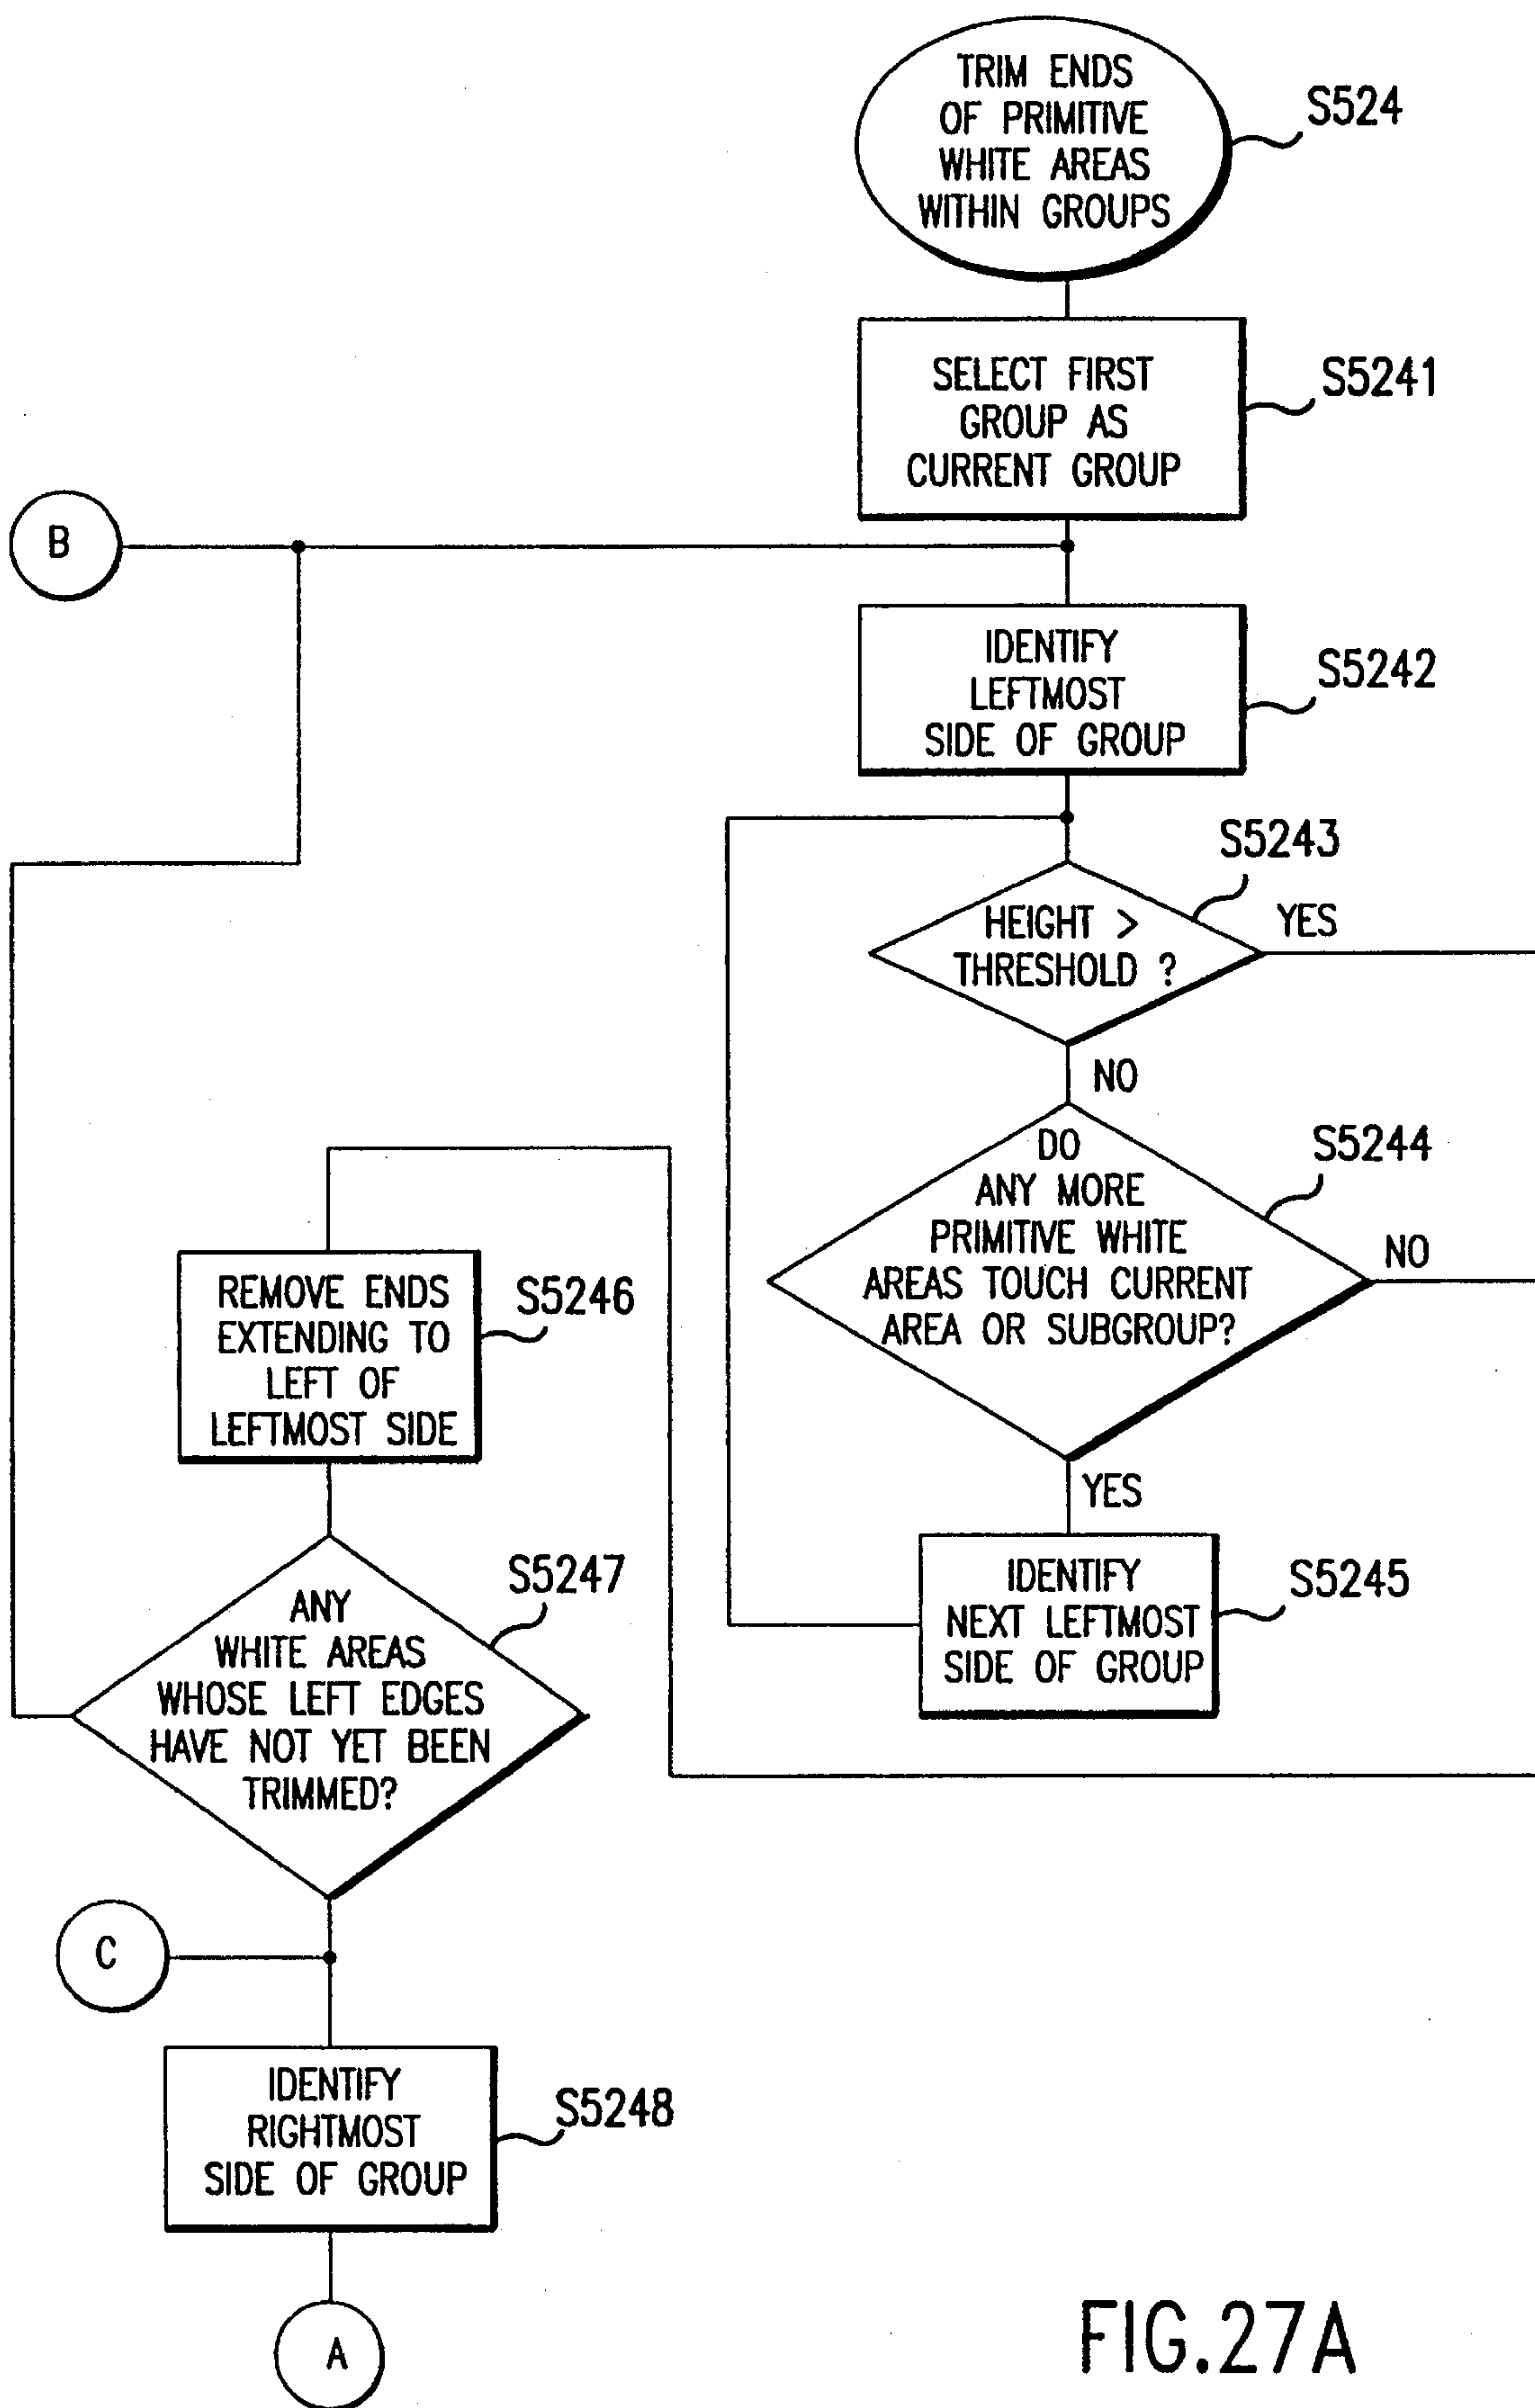 TRIM ENDS
OF PRIMITIVE
WHITE AREAS
WITHIN GROUPS
S524
SELECT FIRST
GROUP AS
CURRENT GROUP
S5241
B
IDENTIFY
LEFTMOST
SIDE OF GROUP
S5242
S5243
HEIGHT >
THRESHOLD ?
YES
NO
DO
ANY MORE
PRIMITIVE WHITE
AREAS TOUCH CURRENT
AREA OR SUBGROUP?
S5244
NO
YES
IDENTIFY
NEXT LEFTMOST
SIDE OF GROUP
S5245
REMOVE ENDS
EXTENDING TO
LEFT OF
LEFTMOST SIDE
S5246
S5247
ANY
WHITE AREAS
WHOSE LEFT EDGES
HAVE NOT YET BEEN
TRIMMED?
C
IDENTIFY
RIGHTMOST
SIDE OF GROUP
S5248
A
FIG.27A